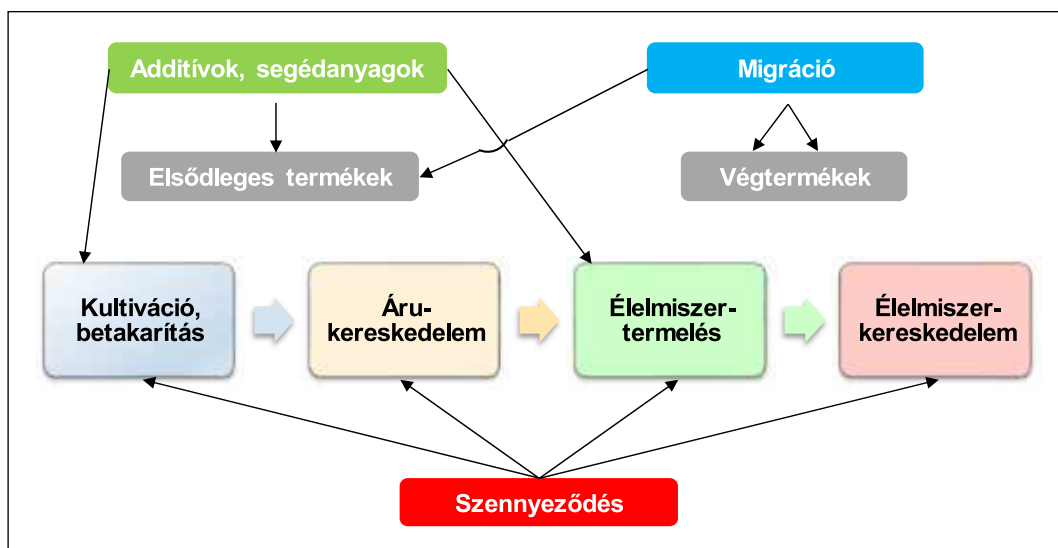 Additívok, segédanyagok
Migráció
Elsődleges termékek
Végtermékek
Kultiváció,
betakarítás
Áru-
kereskedelem
Élelmiszer-
termelés
Élelmiszer-
kereskedelem
Szennyeződés